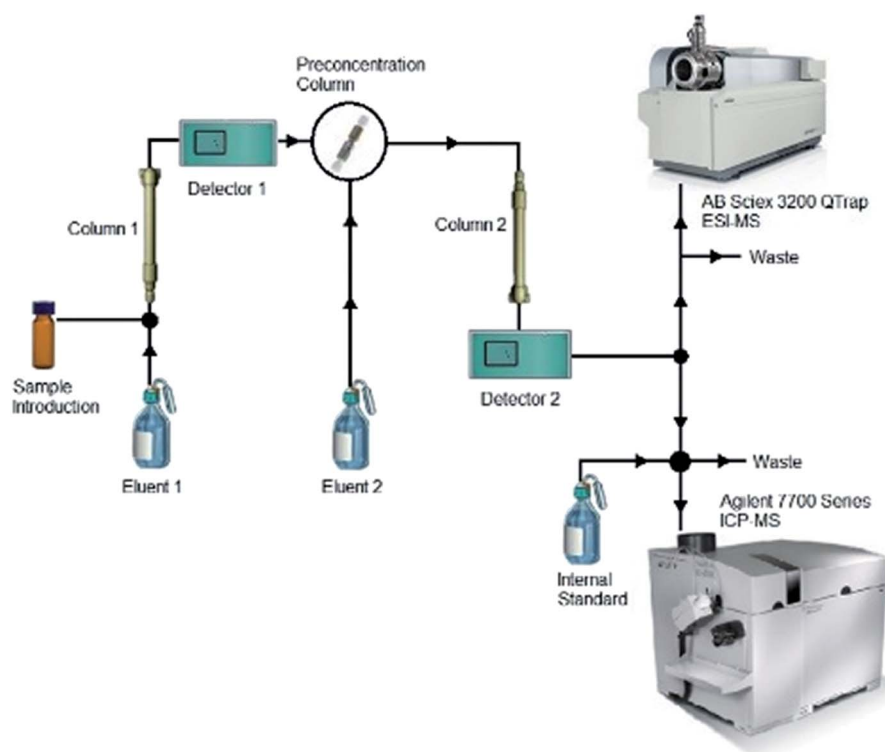 Preconcentration
Column
Detector 1
Column 1
Column 2
AB Sciex 3200 QTrap
ESI-MS
Waste
Sample
Introduction
Detector 2
Eluent 1
Eluent 2
Waste
Agilent 7700 Series
ICP-MS
Internal
Standard